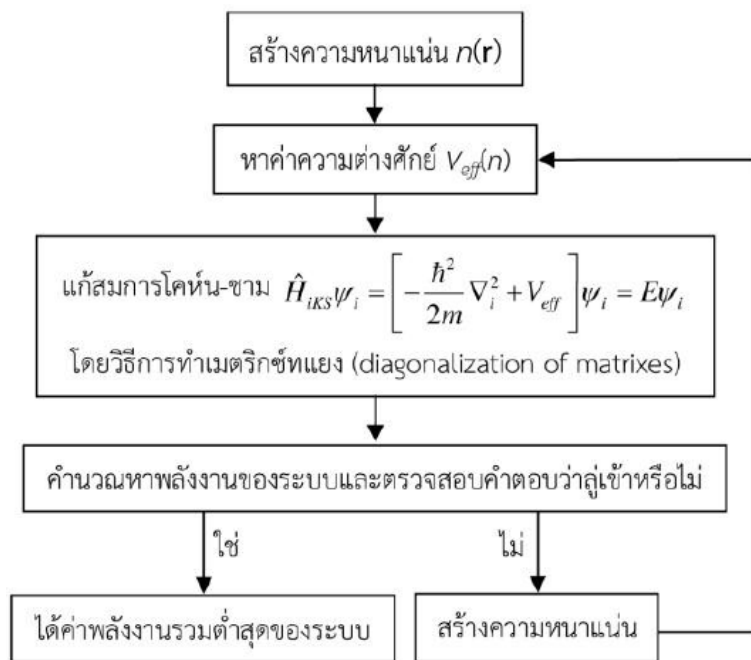 สร้างความหนาแน่น n(r)
หาค่าความต่างศักย์ V_eff(n)
แก้สมการโคห์น-ชาม Ĥ_iKS ψ_i = [ -ħ²/2m ∇_i² + V_eff ] ψ_i = Eψ_i
โดยวิธีการทำเมตริกซ์ทแยง (diagonalization of matrixes)
คำนวณหาพลังงานของระบบและตรวจสอบคำตอบว่าลู่เข้าหรือไม่
ใช่ ไม่
ได้ค่าพลังงานรวมต่ำสุดของระบบ สร้างความหนาแน่น